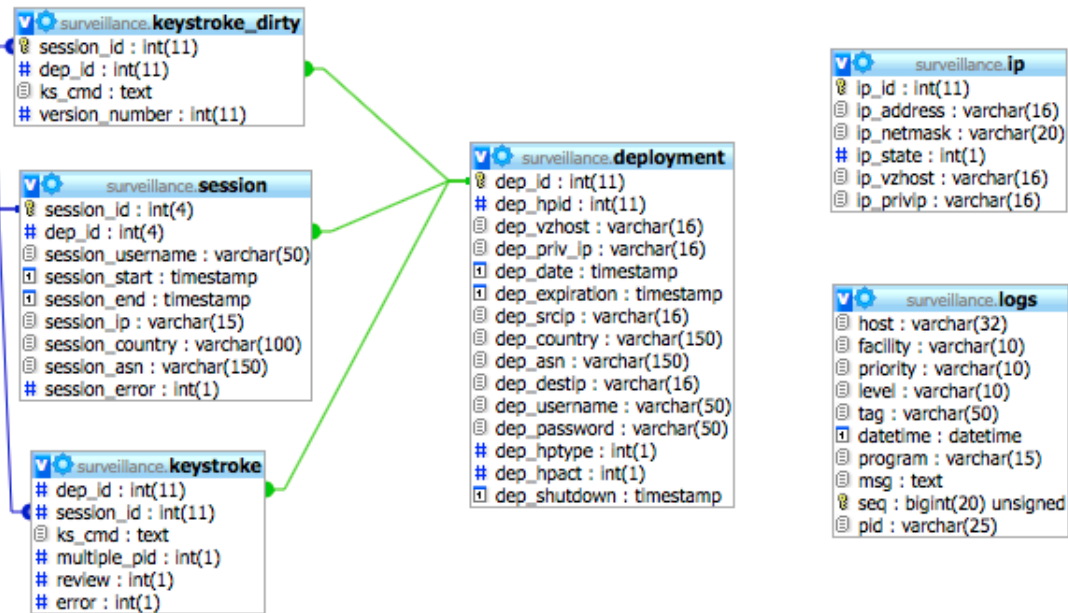 surveillance.keystroke_dirty
session_id : int(11)
# dep_id : int(11)
ks_cmd : text
# version_number : int(11)
surveillance.session
session_id : int(4)
# dep_id : int(4)
session_username : varchar(50)
session_start : timestamp
session_end : timestamp
session_ip : varchar(15)
session_country : varchar(100)
session_asn : varchar(150)
# session_error : int(1)
surveillance.keystroke
# dep_id : int(11)
# session_id : int(11)
ks_cmd : text
# multiple_pid : int(1)
# review : int(1)
# error : int(1)
surveillance.deployment
dep_id : int(11)
# dep_hpid : int(11)
dep_vzhost : varchar(16)
dep_priv_ip : varchar(16)
dep_date : timestamp
dep_expiration : timestamp
dep_srcip : varchar(16)
dep_country : varchar(150)
dep_asn : varchar(150)
dep_destip : varchar(16)
dep_username : varchar(50)
dep_password : varchar(50)
# dep_hptype : int(1)
# dep_hpact : int(1)
dep_shutdown : timestamp
surveillance.ip
ip_id : int(11)
ip_address : varchar(16)
ip_netmask : varchar(20)
# ip_state : int(1)
ip_vzhost : varchar(16)
ip_privip : varchar(16)
surveillance.logs
host : varchar(32)
facility : varchar(10)
priority : varchar(10)
level : varchar(10)
tag : varchar(50)
datetime : datetime
program : varchar(15)
msg : text
seq : bigint(20) unsigned
pid : varchar(25)